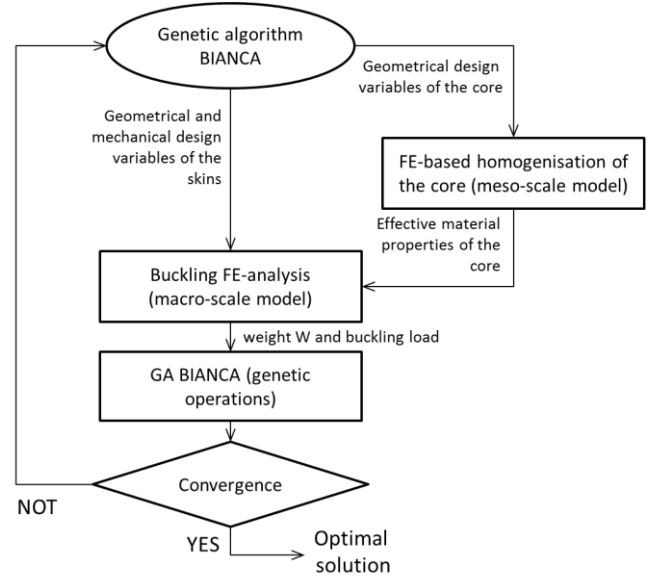 Genetic algorithm
BIANCA
Geometrical design
variables of the core
Geometrical and
mechanical design
variables of the
skins
FE-based homogenisation of
the core (meso-scale model)
Effective material
properties of the
core
Buckling FE-analysis
(macro-scale model)
weight W and buckling load
GA BIANCA (genetic
operations)
Convergence
NOT
YES
Optimal
solution